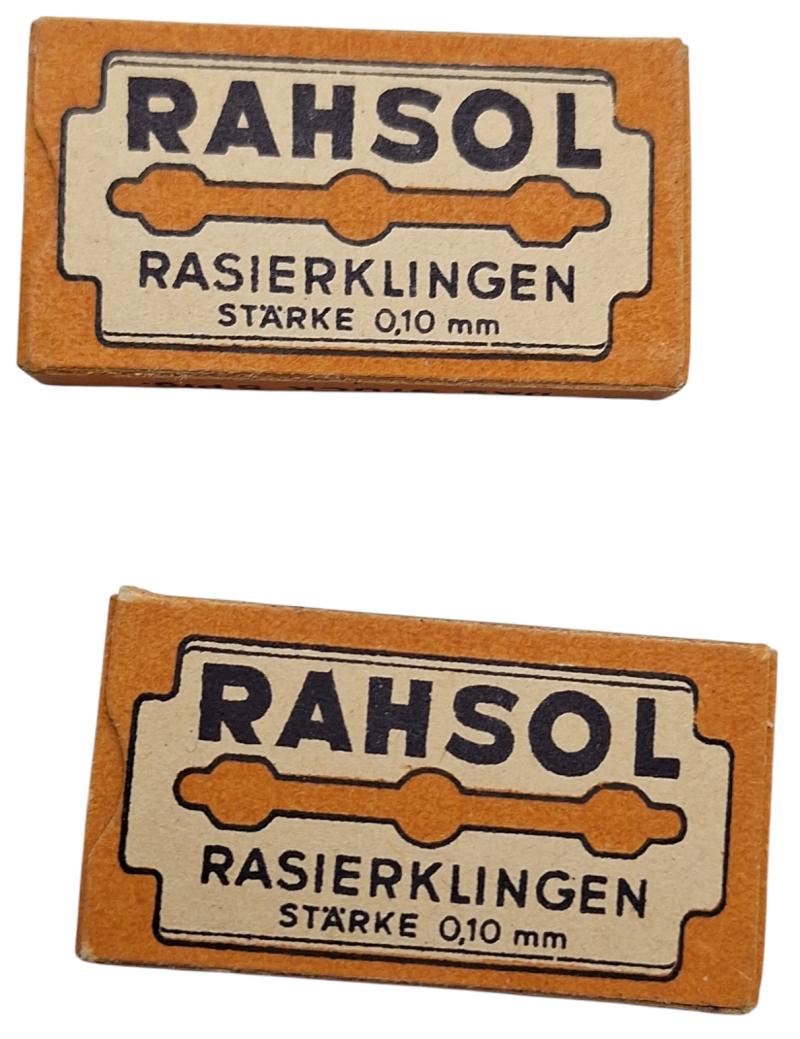 RAHSOL
RASIERKLINGEN
STÄRKE 0,10 mm
RAHSOL
RASIERKLINGEN
STÄRKE 0,10 mm